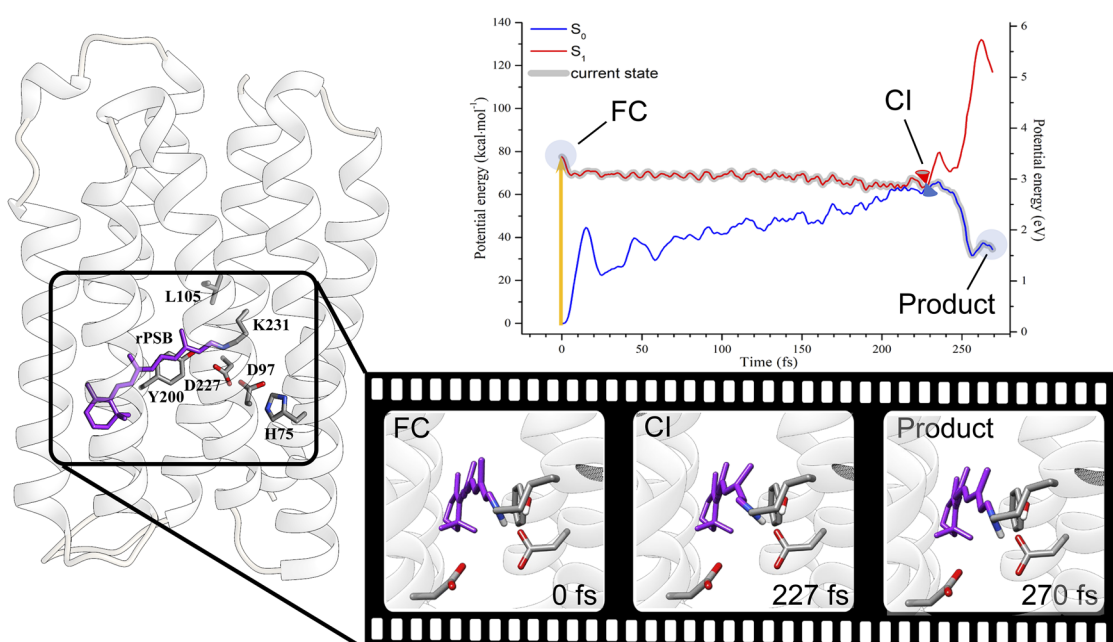 L105
K231
rPSB
D97
D227
Y200
H75
S₀
S₁
current state
FC
CI
Product
Potential energy (kcal·mol⁻¹)
140
120
100
80
60
40
20
0
0
50
100
150
200
250
Time (fs)
6
5
4
3
2
1
0
Potential energy (eV)
FC
0 fs
CI
227 fs
Product
270 fs